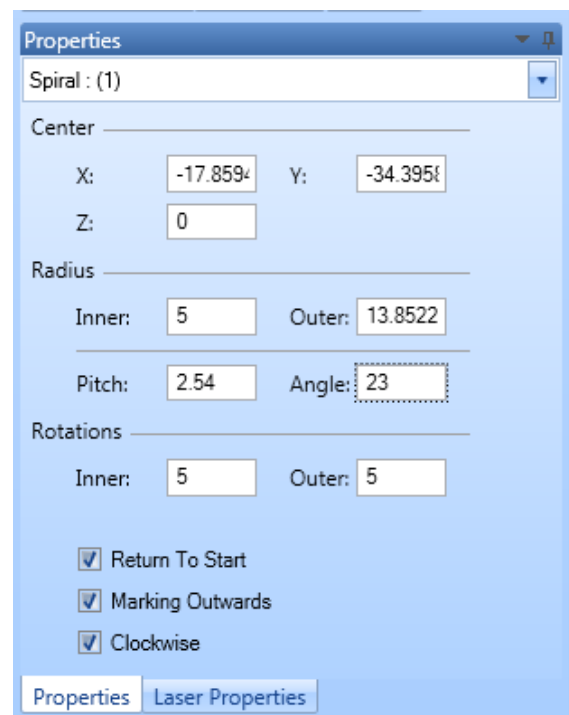 Properties
Spiral : (1)
Center
X: -17.8594 Y: -34.3958
Z: 0
Radius
Inner: 5 Outer: 13.8522
Pitch: 2.54 Angle: 23
Rotations
Inner: 5 Outer: 5
Return To Start
Marking Outwards
Clockwise
Properties Laser Properties